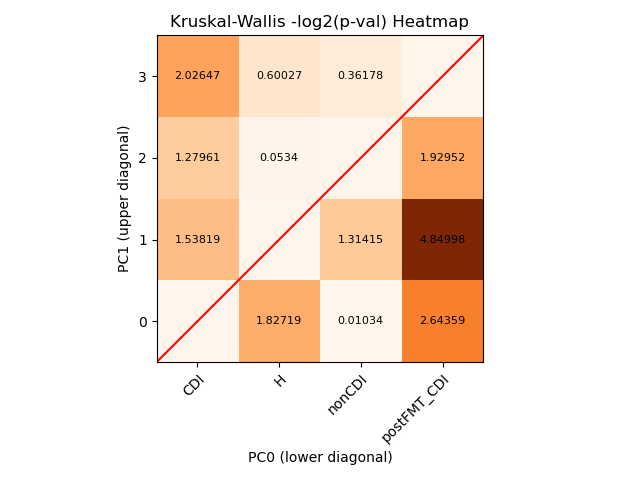 Kruskal-Wallis -log2(p-val) Heatmap
3
2.02647
0.60027
0.36178
2
1.27961
0.0534
1.92952
1
1.53819
1.31415
4.84998
0
1.82719
0.01034
2.64359
PC1 (upper diagonal)
CDI
H
nonCDI
postFMT_CDI
PC0 (lower diagonal)